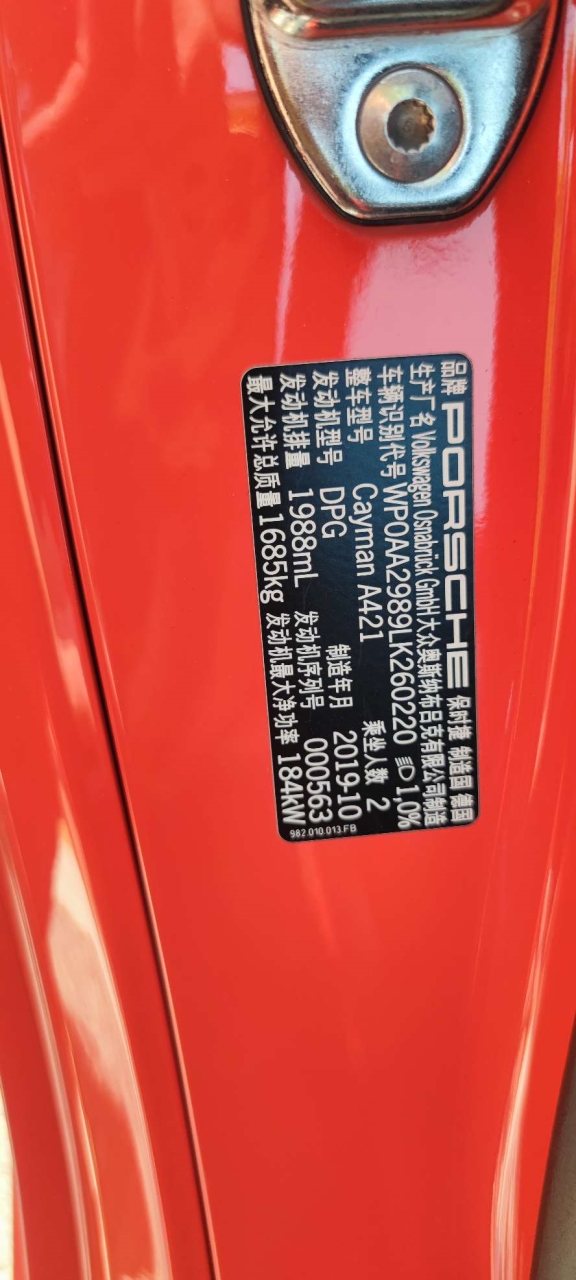 品牌 PORSCHE 保时捷 制造国 德国
生产厂名 Volkswagen Osnabrück GmbH 大众奥斯纳布吕克有限公司制造
车辆识别代号 WP0AA2989LK260220 1,0%
整车型号 Cayman A421 乘坐人数 2
发动机型号 DPG 制造年月 2019-10
发动机排量 1988mL 发动机序列号 000563
最大允许总质量 1685kg 发动机最大净功率 184kW
982.010.013.FB